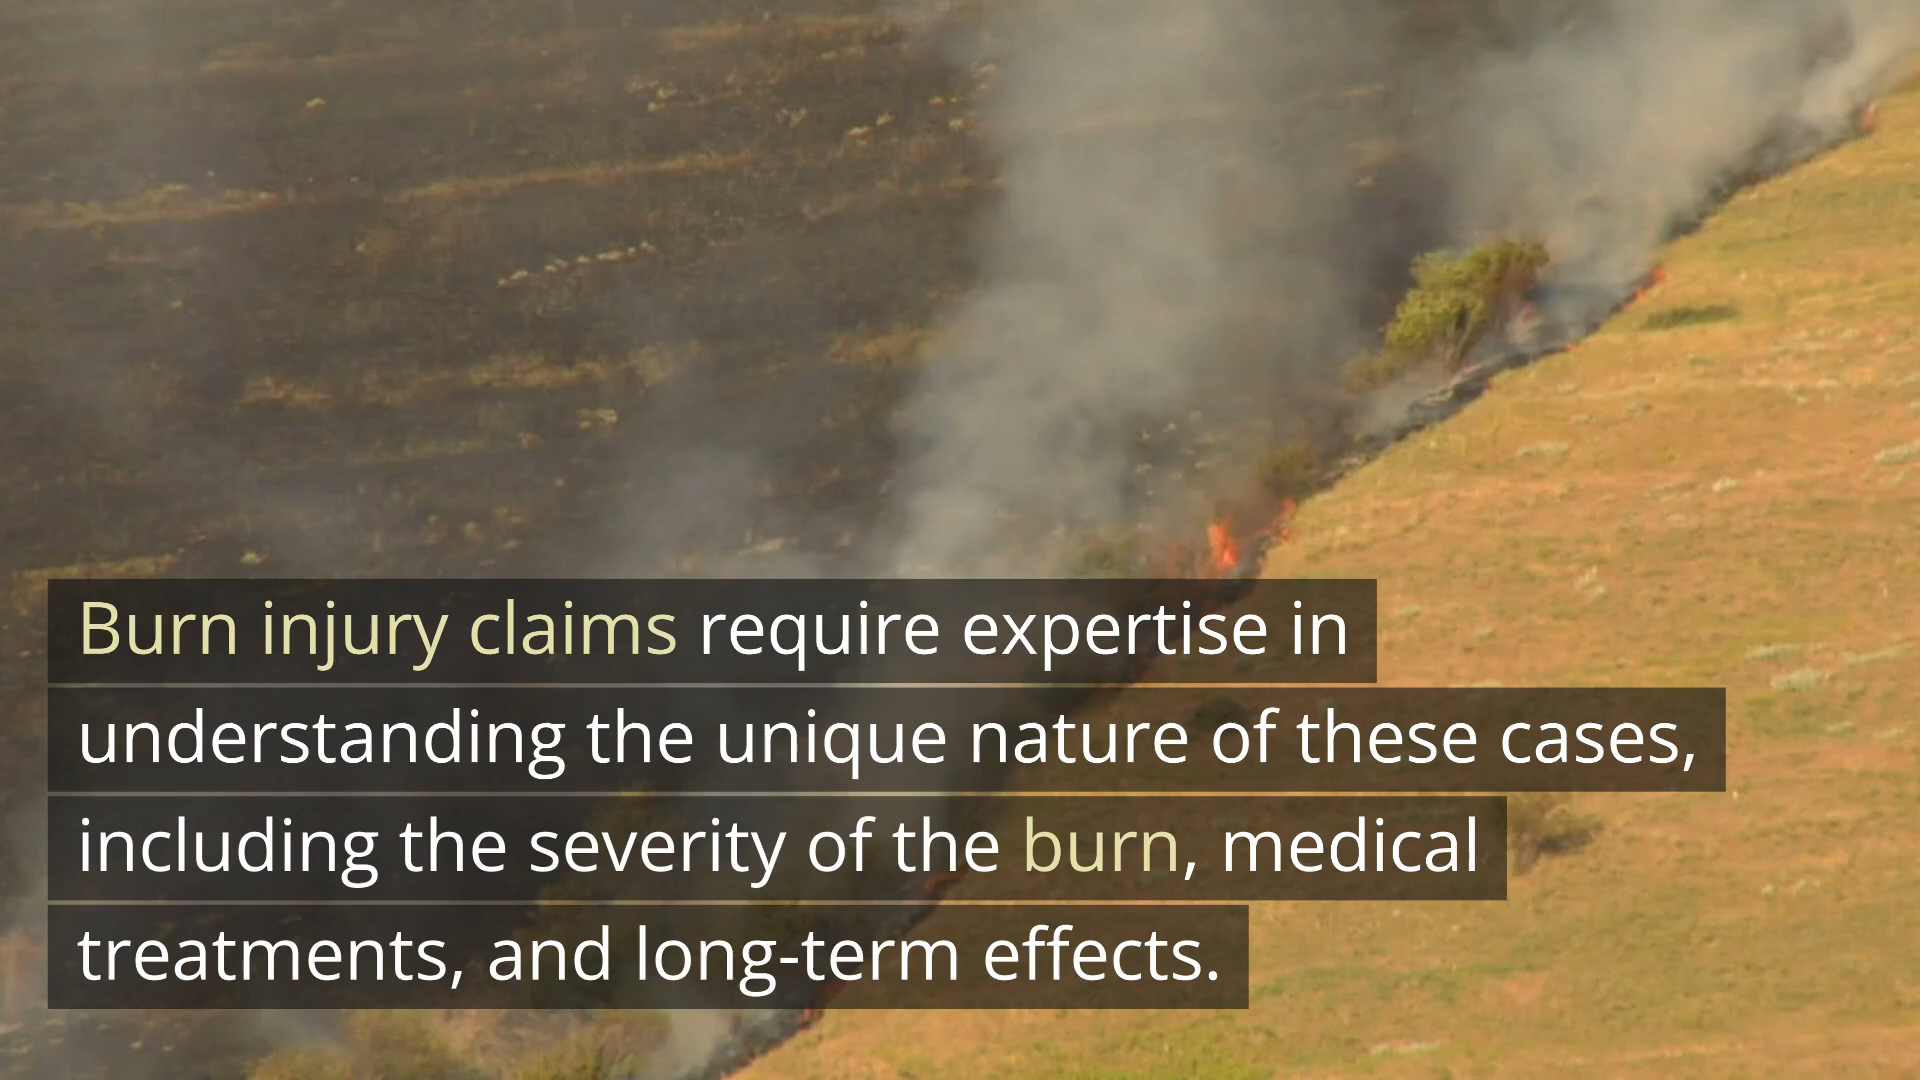 Burn injury claims require expertise in
understanding the unique nature of these cases,
including the severity of the burn, medical
treatments, and long-term effects.